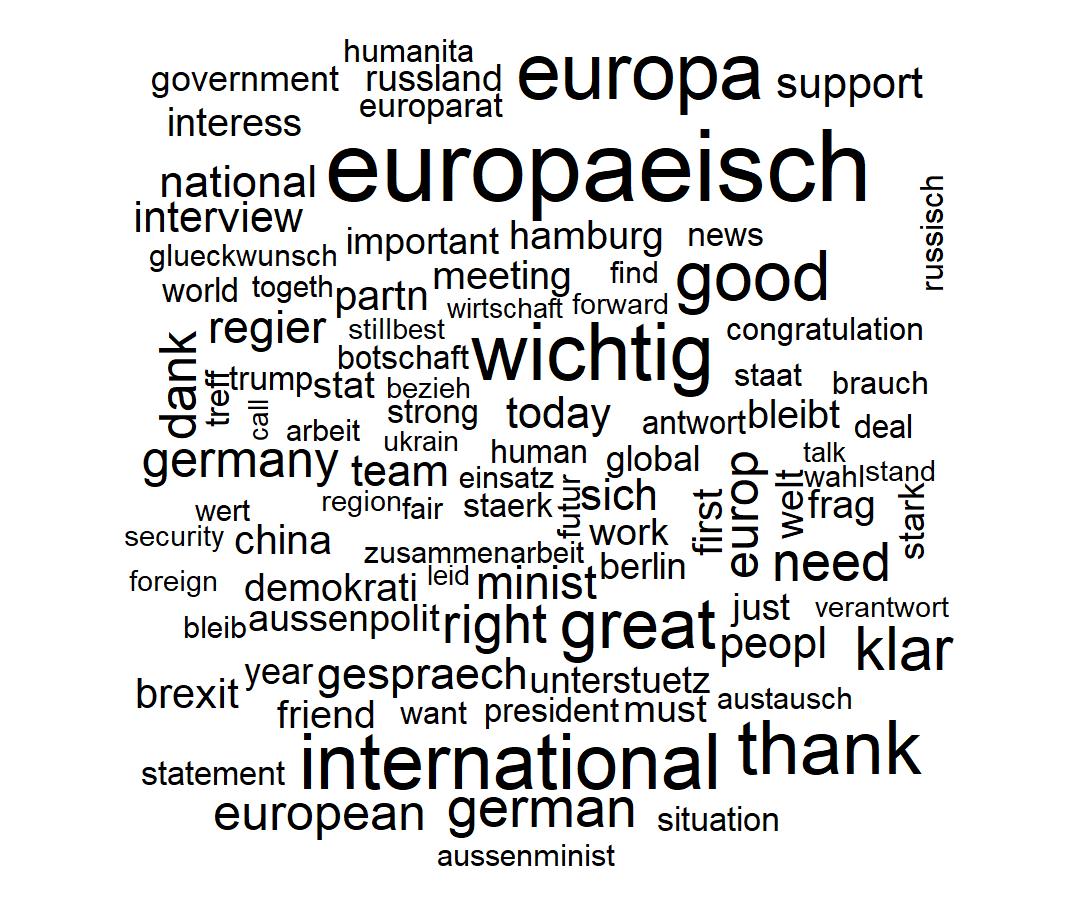 humanita
government russland europa support
europarat
interess
national europaeisch
interview russisch
important hamburg news
glueckwunsch meeting find good
world togeth partn wirtschaft forward
regier stillbest wichtig congratulation
dank botschaft
treff trump stat bezieh staat brauch
call strong today antwort bleibt deal
arbeit ukrain
germany team human global talk
einsatz europ welt wahl stand
region fair staerk futur sich first frag stark
wert work
security china zusammenarbeit berlin need
foreign demokrati leid minist
just verantwort
bleib aussenpolit right great peopl klar
year gespraech unterstuetz
brexit austausch
friend want president must
international thank
statement
european german situation
aussenminist